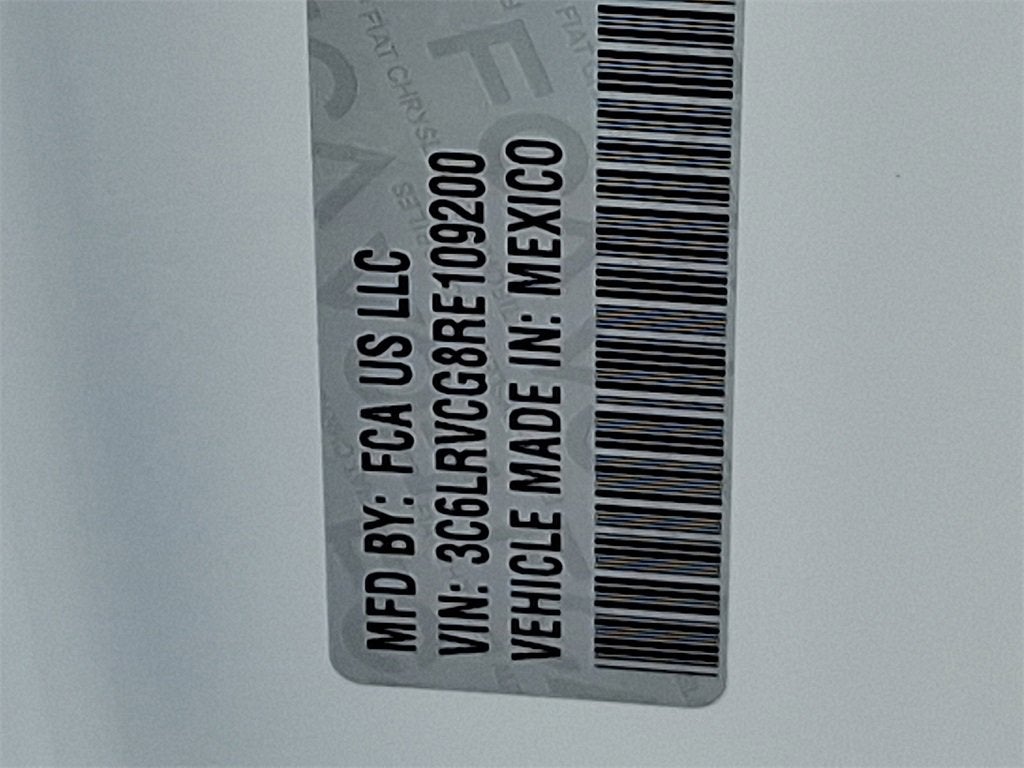 MFD BY: FCA US LLC
VIN: 3C6LRVCG8RE109200
VEHICLE MADE IN: MEXICO